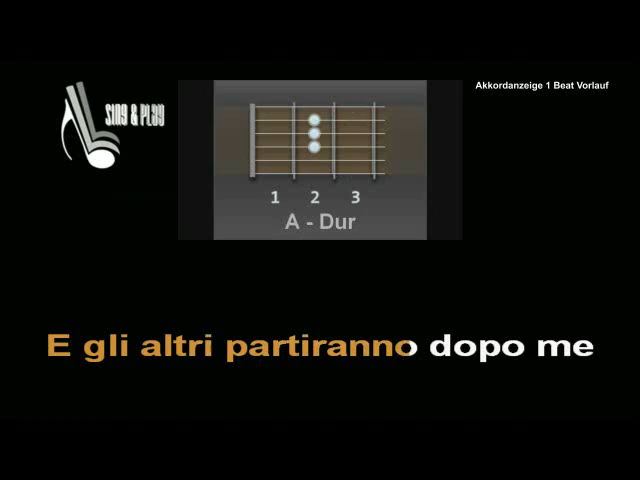 Akkordanzeige 1 Beat Vorlauf
SING & PLAY
1 2 3
A - Dur
E gli altri partiranno dopo me